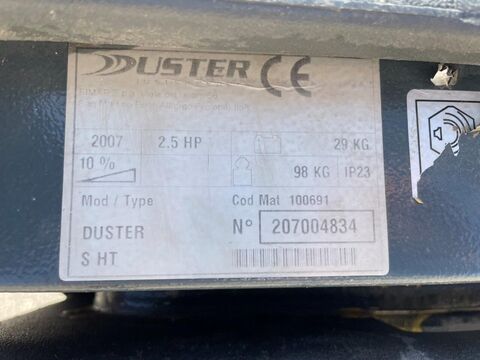 DUSTER CE
2007 2.5 HP 29 KG
10 % 98 KG IP23
Mod / Type Cod Mat 100691
DUSTER N° 207004834
S HT